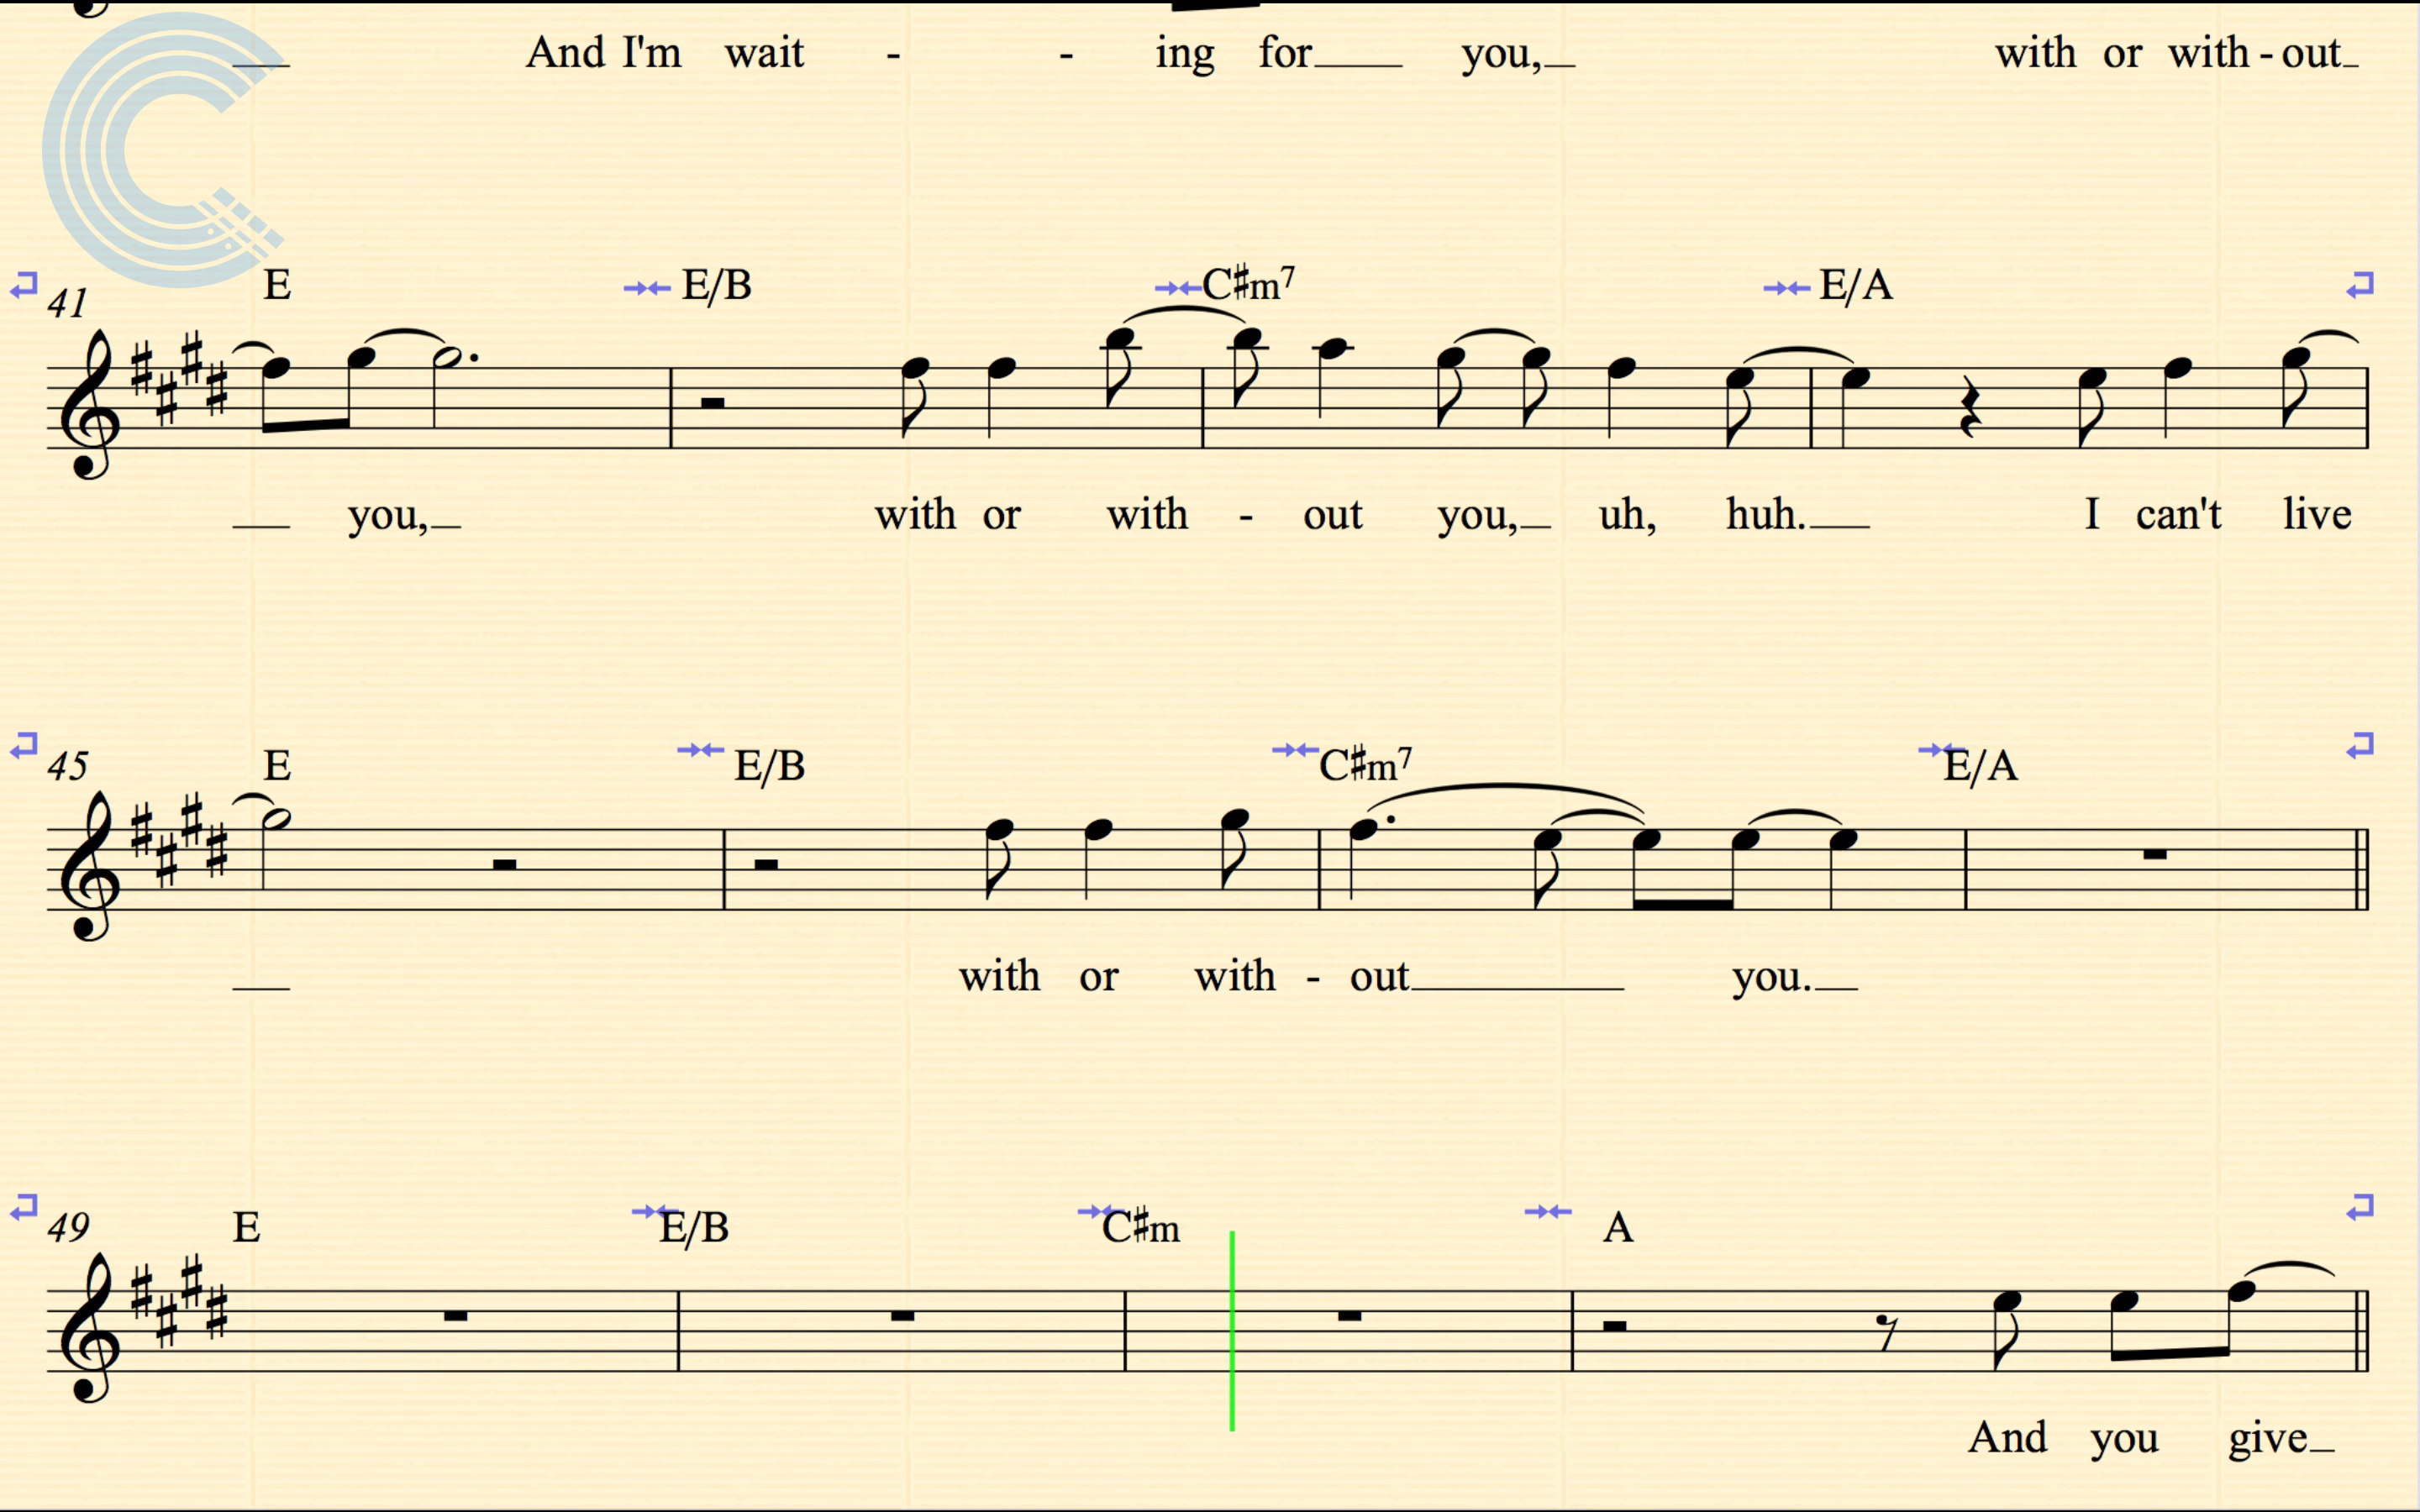 And I'm wait - - ing for you, with or with - out
41 E E/B C♯m7 E/A
you, with or with - out you, uh, huh. I can't live
45 E E/B C♯m7 E/A
with or with - out you.
49 E E/B C♯m A
And you give